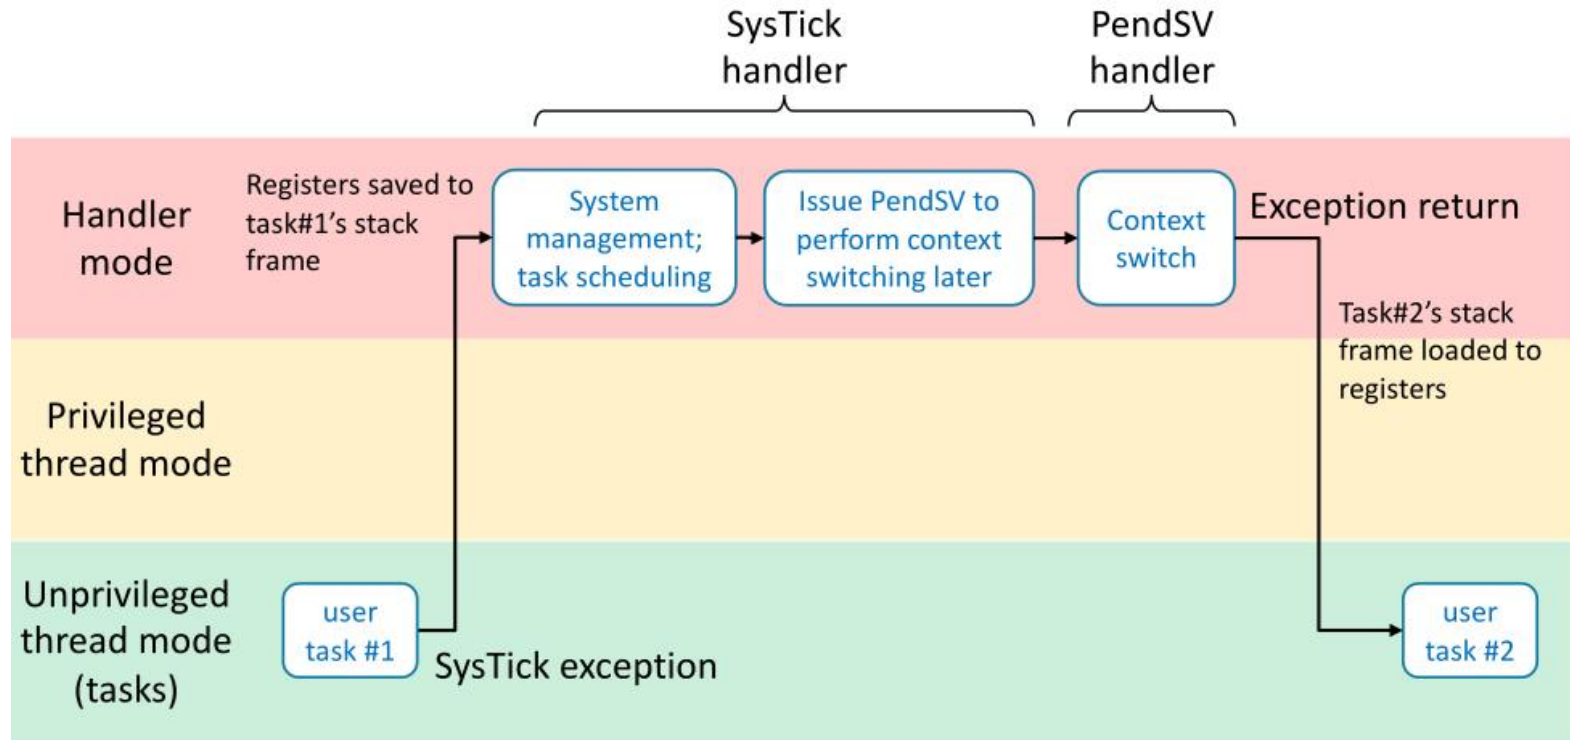 SysTick
handler
PendSV
handler
Handler
mode
Registers saved to
task#1’s stack
frame
System
management;
task scheduling
Issue PendSV to
perform context
switching later
Context
switch
Exception return
Task#2’s stack
frame loaded to
registers
Privileged
thread mode
Unprivileged
thread mode
(tasks)
user
task #1
SysTick exception
user
task #2